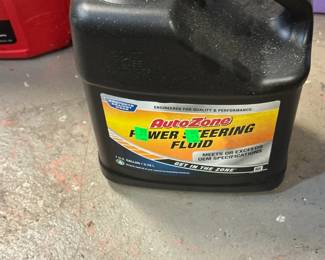 ENGINEERED FOR QUALITY & PERFORMANCE
AutoZone
POWER STEERING
FLUID
MEETS OR EXCEEDS
OEM SPECIFICATIONS
GET IN THE ZONE